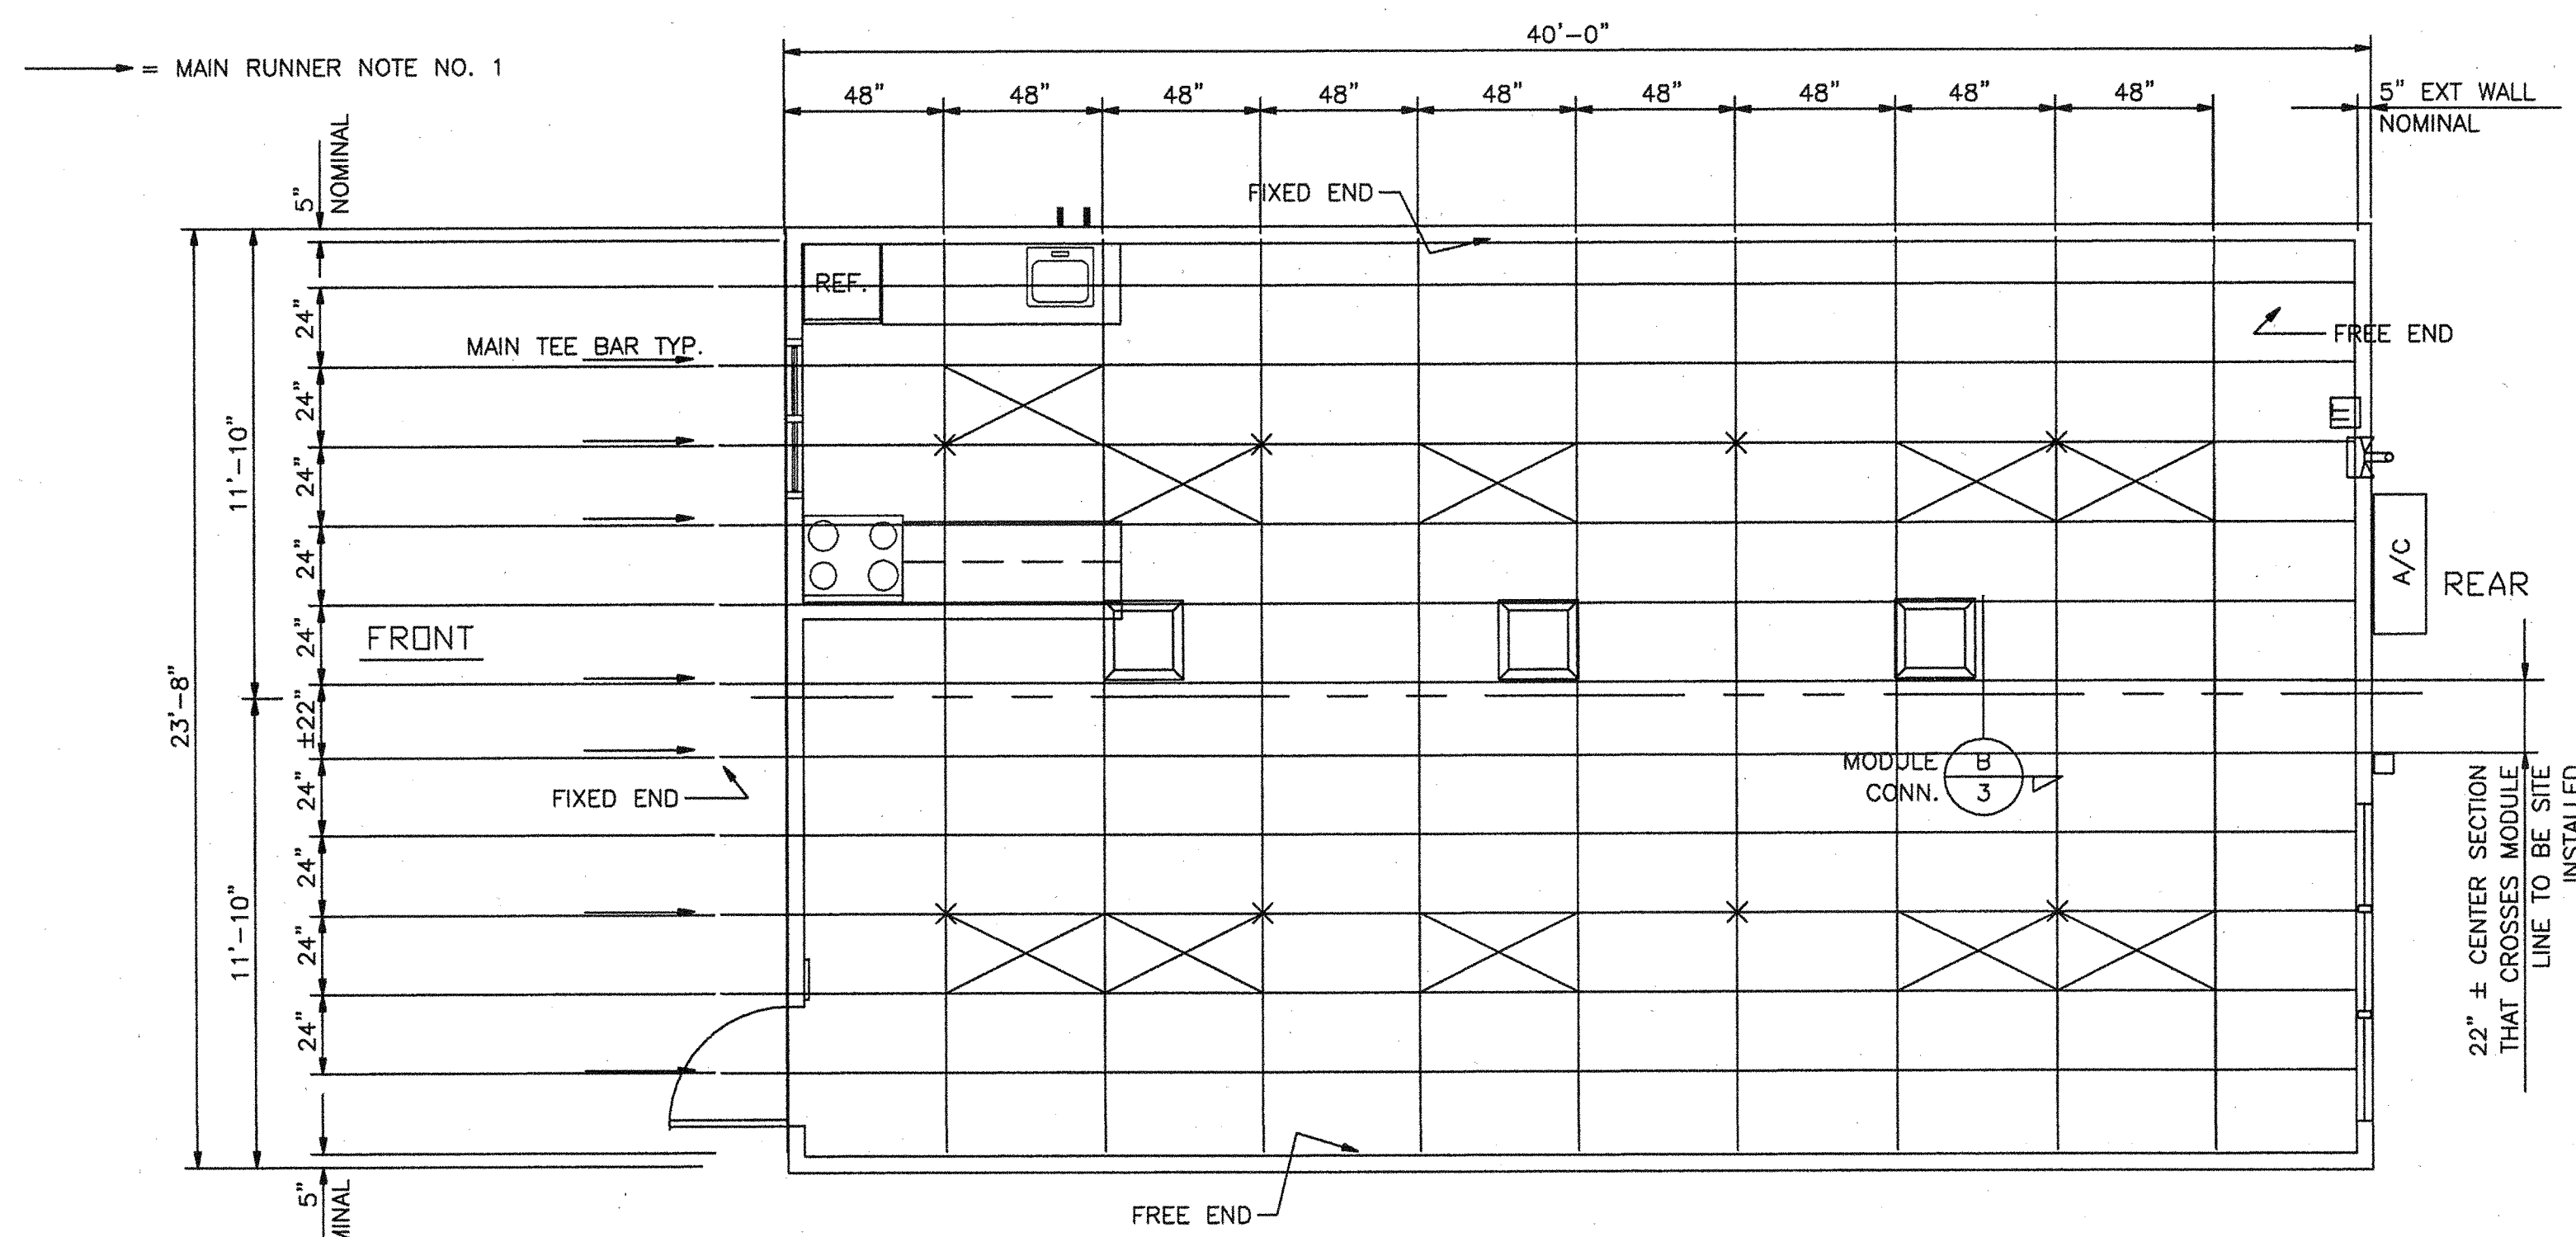 40'-0"
= MAIN RUNNER NOTE NO. 1
48" 48" 48" 48" 48" 48" 48" 48" 48"
5" EXT WALL
NOMINAL
5"
NOMINAL
FIXED END
REF.
FREE END
MAIN TEE BAR TYP.
24"
24"
24"
24"
24"
±22"
24"
24"
24"
24"
11'-10"
11'-10"
23'-8"
FRONT
E
A/C
REAR
FIXED END
MODULE
CONN.
B
3
22" ± CENTER SECTION
THAT CROSSES MODULE
LINE TO BE SITE
INSTALLED
5"
MINAL
FREE END